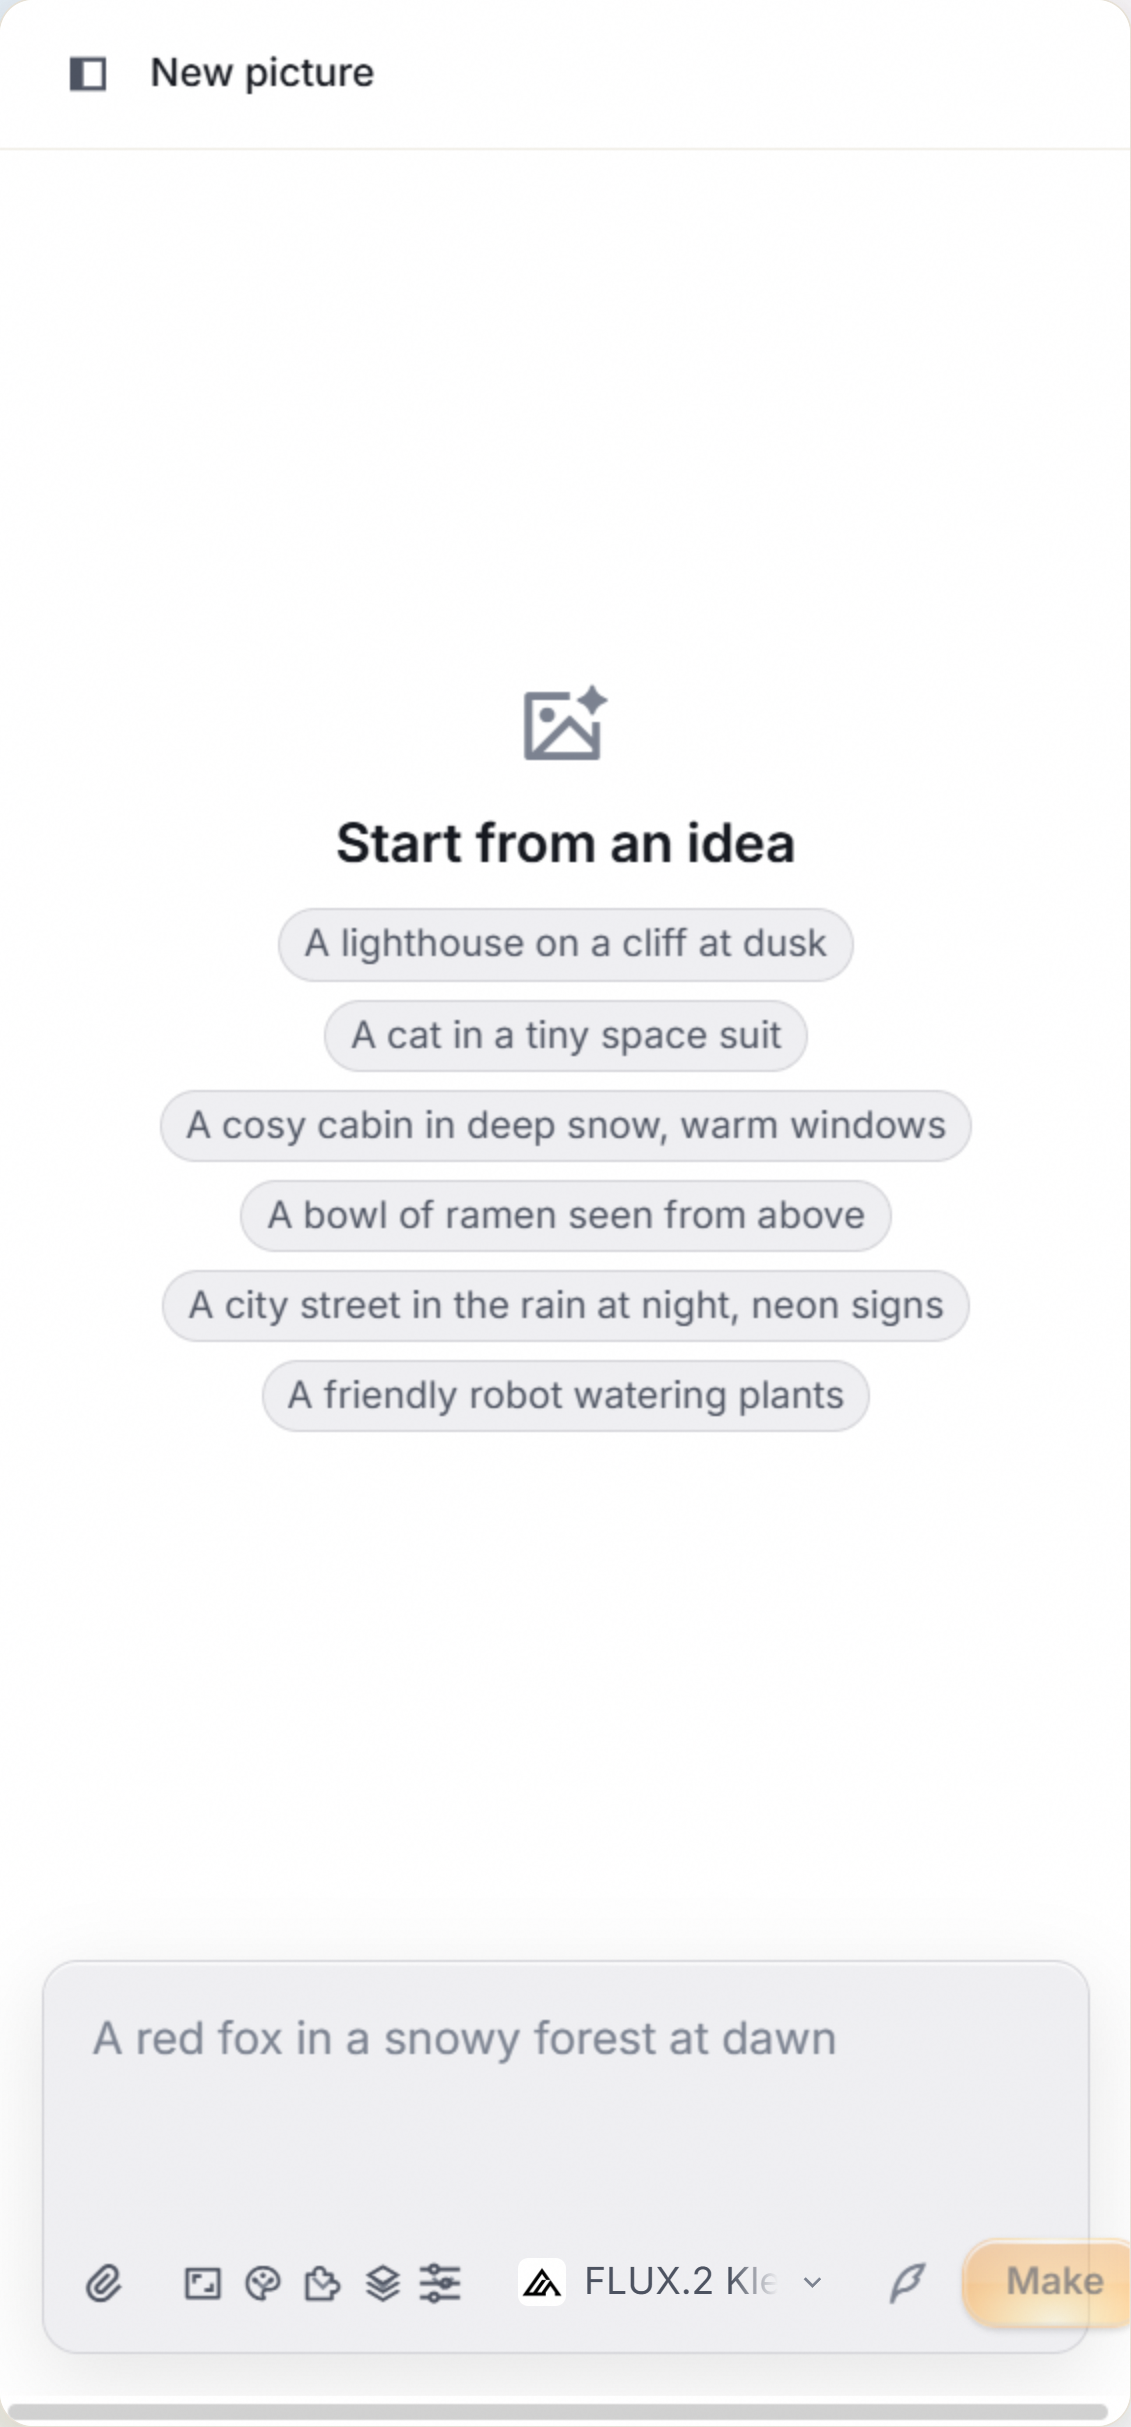 New picture
Start from an idea
A lighthouse on a cliff at dusk
A cat in a tiny space suit
A cosy cabin in deep snow, warm windows
A bowl of ramen seen from above
A city street in the rain at night, neon signs
A friendly robot watering plants
A red fox in a snowy forest at dawn
FLUX.2 Kle
Make